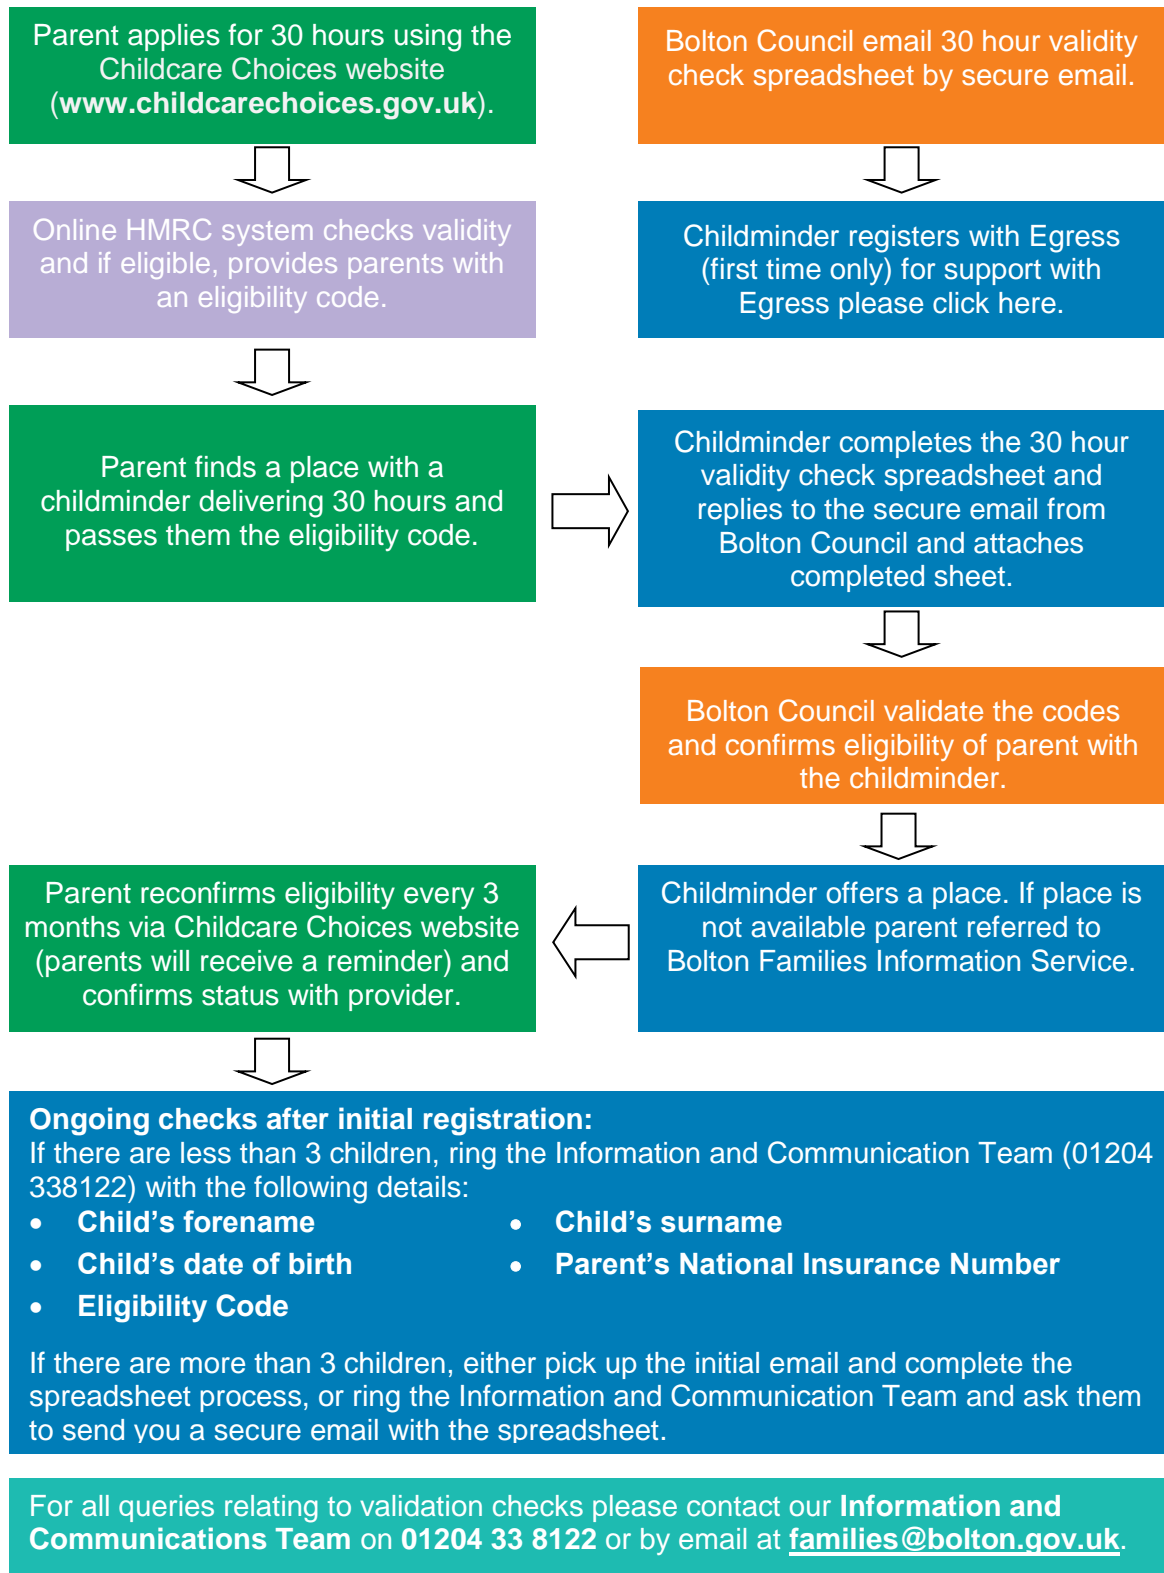 Parent applies for 30 hours using the
Childcare Choices website
(www.childcarechoices.gov.uk).
Bolton Council email 30 hour validity
check spreadsheet by secure email.
Online HMRC system checks validity
and if eligible, provides parents with
an eligibility code.
Childminder registers with Egress
(first time only) for support with
Egress please click here.
Parent finds a place with a
childminder delivering 30 hours and
passes them the eligibility code.
Childminder completes the 30 hour
validity check spreadsheet and
replies to the secure email from
Bolton Council and attaches
completed sheet.
Bolton Council validate the codes
and confirms eligibility of parent with
the childminder.
Childminder offers a place. If place is
not available parent referred to
Bolton Families Information Service.
Parent reconfirms eligibility every 3
months via Childcare Choices website
(parents will receive a reminder) and
confirms status with provider.
Ongoing checks after initial registration:
If there are less than 3 children, ring the Information and Communication Team (01204
338122) with the following details:
• Child’s forename
• Child’s surname
• Child’s date of birth
• Parent’s National Insurance Number
• Eligibility Code
If there are more than 3 children, either pick up the initial email and complete the
spreadsheet process, or ring the Information and Communication Team and ask them
to send you a secure email with the spreadsheet.
For all queries relating to validation checks please contact our Information and
Communications Team on 01204 33 8122 or by email at families@bolton.gov.uk.